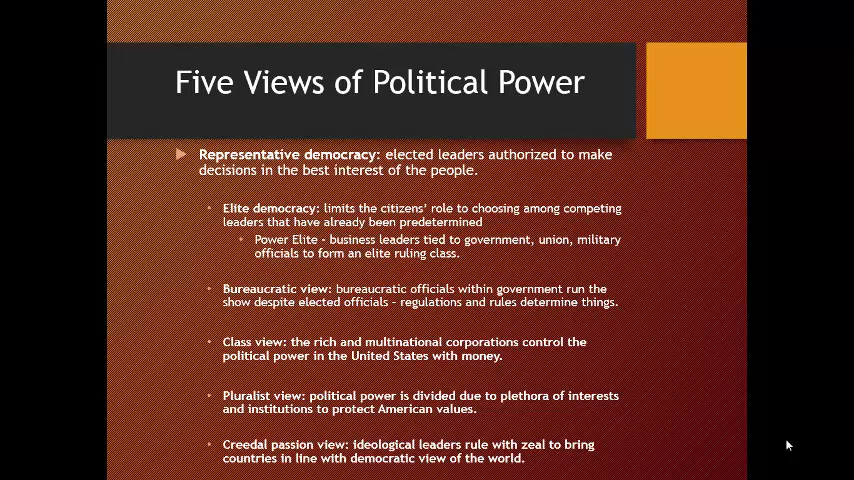 Five Views of Political Power
Representative democracy: elected leaders authorized to make
decisions in the best interest of the people.
Elite democracy: limits the citizens' role to choosing among competing
leaders that have already been predetermined
Power Elite - business leaders tied to government, union, military
officials to form an elite ruling class.
Bureaucratic view: bureaucratic officials within government run the
show despite elected officials – regulations and rules determine things.
Class view: the rich and multinational corporations control the
political power in the United States with money.
Pluralist view: political power is divided due to plethora of interests
and institutions to protect American values.
Creedal passion view: ideological leaders rule with zeal to bring
countries in line with democratic view of the world.